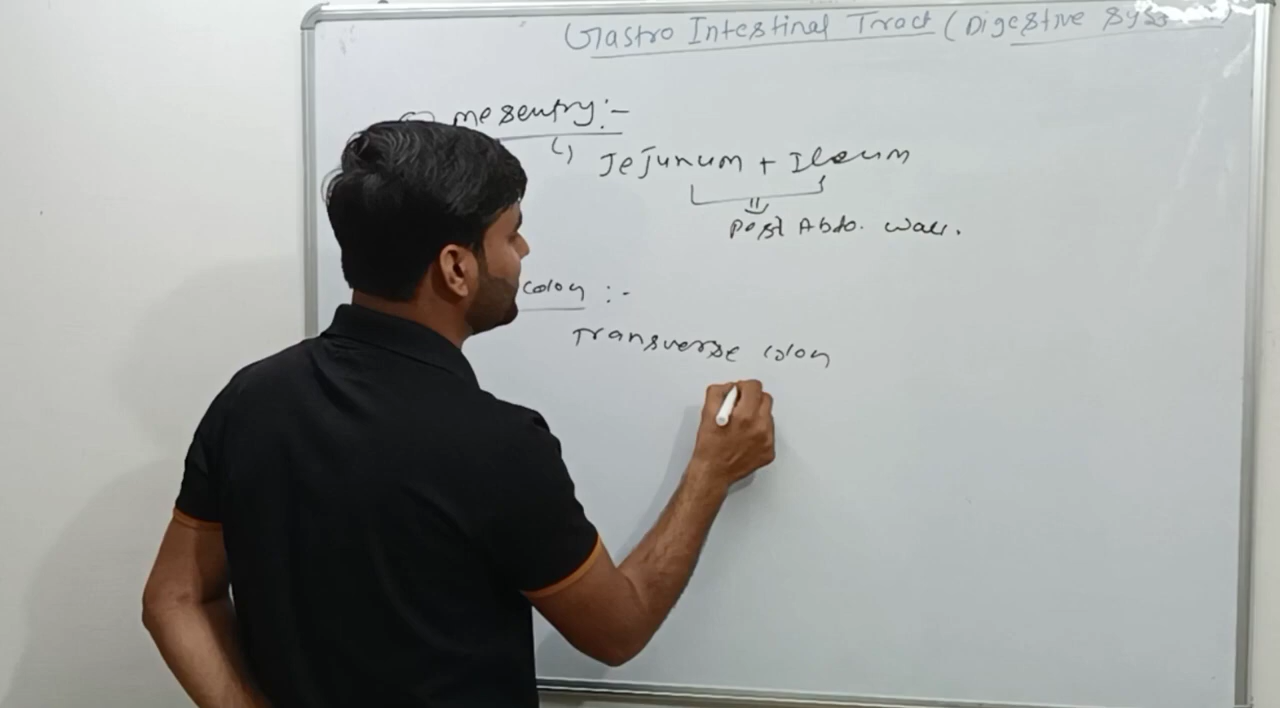 Gastro Intestinal Tract (Digestive Sys
mesentry:-
Jejunum + Ileum
Post Abdo. wall.
colon :-
Transverse colon